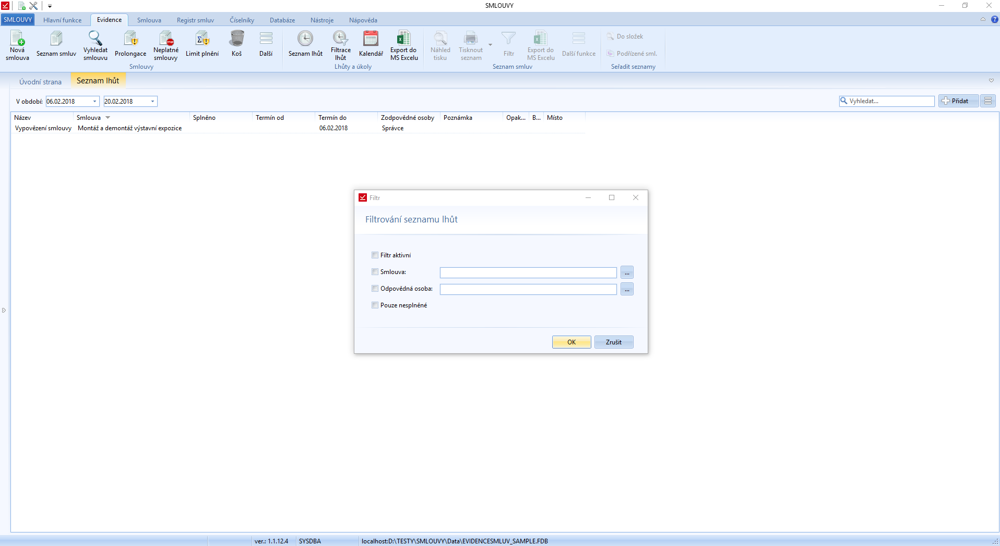 SMLOUVY
SMLOUVY Hlavní funkce Evidence Smlouva Registr smluv Číselníky Databáze Nástroje Nápověda
Nová smlouva
Seznam smluv
Vyhledat smlouvu
Prolongace
Neplatné smlouvy
Limit plnění
Koš
Další
Smlouvy
Seznam lhůt
Filtrace lhůt
Kalendář
Export do MS Excelu
Lhůty a úkoly
Náhled tisku
Tisknout seznam
Filtr
Export do MS Excelu
Další funkce
Seznam smluv
Do složek
Podřízené sml.
Seřadit seznamy
Úvodní strana Seznam lhůt
V období: 06.02.2018 20.02.2018 Vyhledat... Přidat
Název Smlouva Splněno Termín od Termín do Zodpovědné osoby Poznámka Opak... B... Místo
Vypovězení smlouvy Montáž a demontáž výstavní expozice 06.02.2018 Správce
Filtr
Filtrování seznamu lhůt
Filtr aktivní
Smlouva: ...
Odpovědná osoba: ...
Pouze nesplněné
OK Zrušit
ver.: 1.1.12.4 SYSDBA localhost:D:\TESTY\SMLOUVY\Data\EVIDENCESMLUV_SAMPLE.FDB